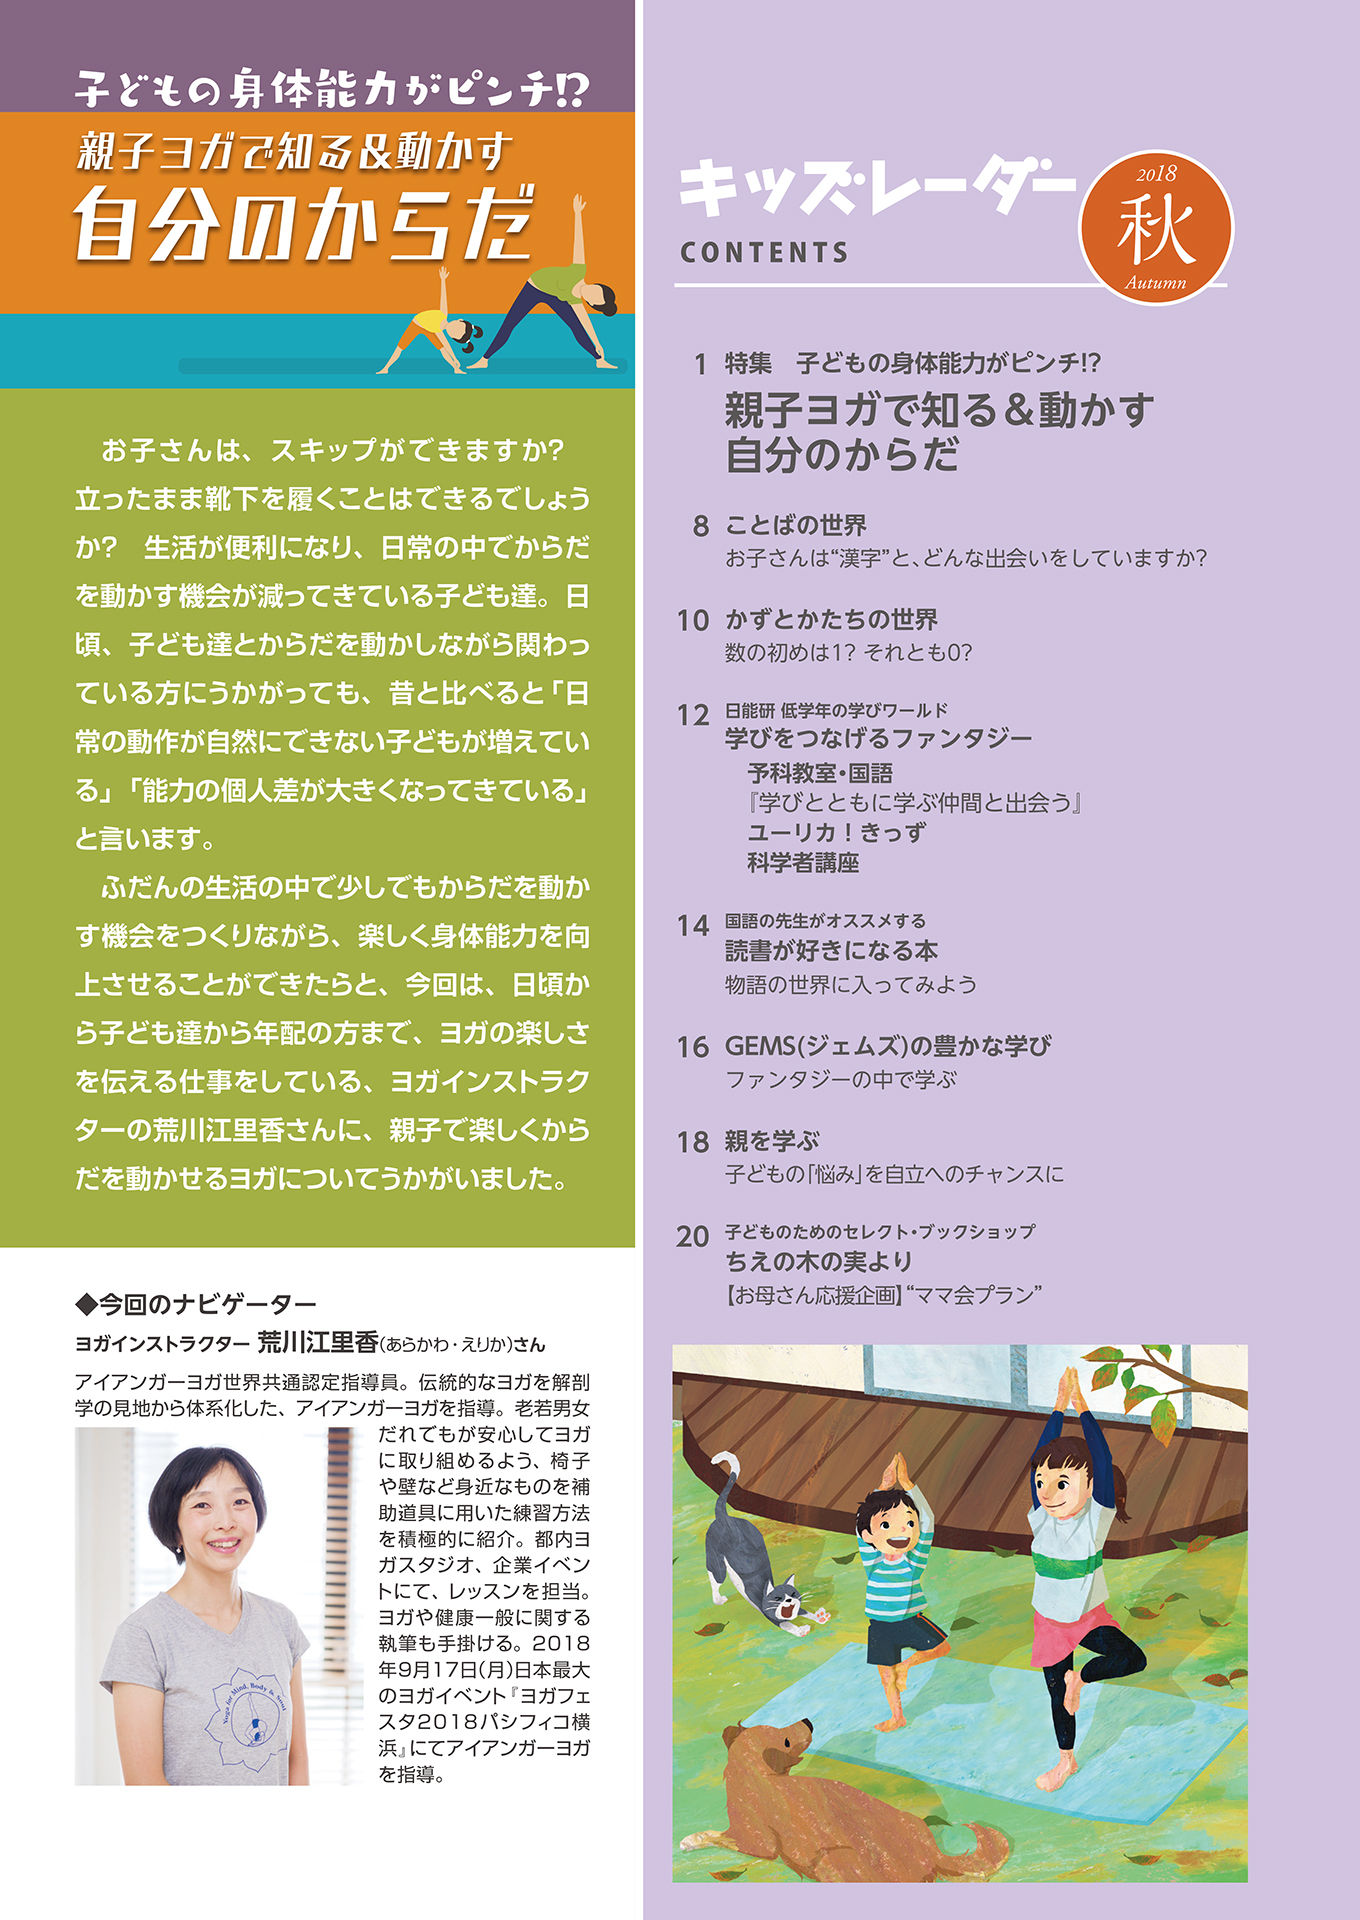 子どもの身体能力がピンチ!?
親子ヨガで知る＆動かす
自分のからだ
お子さんは、スキップができますか?
立ったまま靴下を履くことはできるでしょう
か?　生活が便利になり、日常の中でからだ
を動かす機会が減ってきている子ども達。日
頃、子ども達とからだを動かしながら関わっ
ている方にうかがっても、昔と比べると「日
常の動作が自然にできない子どもが増えてい
る」「能力の個人差が大きくなってきている」
と言います。
ふだんの生活の中で少しでもからだを動か
す機会をつくりながら、楽しく身体能力を向
上させることができたらと、今回は、日頃か
ら子ども達から年配の方まで、ヨガの楽しさ
を伝える仕事をしている、ヨガインストラク
ターの荒川江里香さんに、親子で楽しくから
だを動かせるヨガについてうかがいました。
◆今回のナビゲーター
ヨガインストラクター 荒川江里香(あらかわ・えりか)さん
アイアンガーヨガ世界共通認定指導員。伝統的なヨガを解剖
学の見地から体系化した、アイアンガーヨガを指導。老若男女
だれでもが安心してヨガ
に取り組めるよう、椅子
や壁など身近なものを補
助道具に用いた練習方法
を積極的に紹介。都内ヨ
ガスタジオ、企業イベン
トにて、レッスンを担当。
ヨガや健康一般に関する
執筆も手掛ける。2018
年9月17日(月)日本最大
のヨガイベント『ヨガフェ
スタ2018パシフィコ横
浜』にてアイアンガーヨガ
を指導。
Yoga for Mind, Body & Soul
キッズレーダー
CONTENTS
2018
秋
Autumn
1 特集　子どもの身体能力がピンチ!?
親子ヨガで知る＆動かす
自分のからだ
8 ことばの世界
お子さんは“漢字”と、どんな出会いをしていますか?
10 かずとかたちの世界
数の初めは1? それとも0?
12 日能研 低学年の学びワールド
学びをつなげるファンタジー
予科教室・国語
『学びとともに学ぶ仲間と出会う』
ユーリカ！きっず
科学者講座
14 国語の先生がオススメする
読書が好きになる本
物語の世界に入ってみよう
16 GEMS(ジェムズ)の豊かな学び
ファンタジーの中で学ぶ
18 親を学ぶ
子どもの「悩み」を自立へのチャンスに
20 子どものためのセレクト・ブックショップ
ちえの木の実より
【お母さん応援企画】“ママ会プラン”